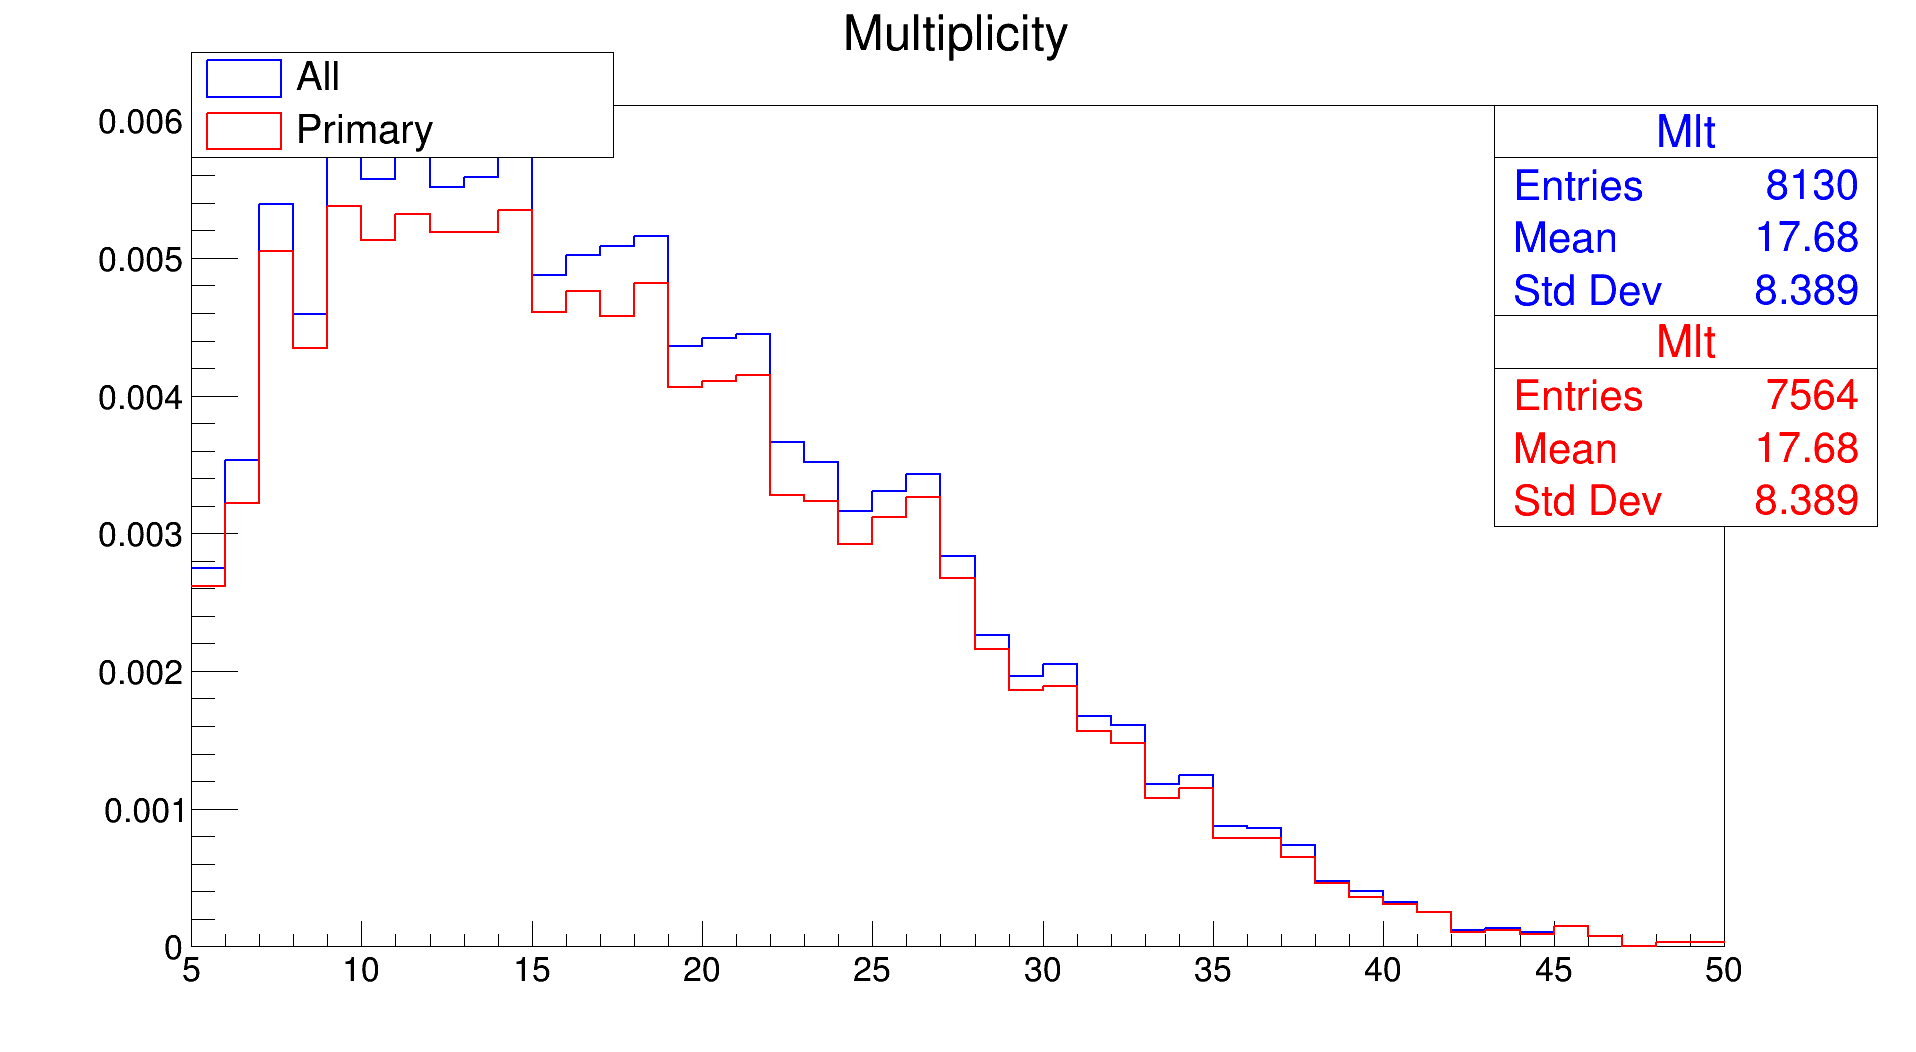 Multiplicity
All
Primary
Mlt
Entries 8130
Mean 17.68
Std Dev 8.389
Mlt
Entries 7564
Mean 17.68
Std Dev 8.389
0.006
0.005
0.004
0.003
0.002
0.001
0
5 10 15 20 25 30 35 40 45 50